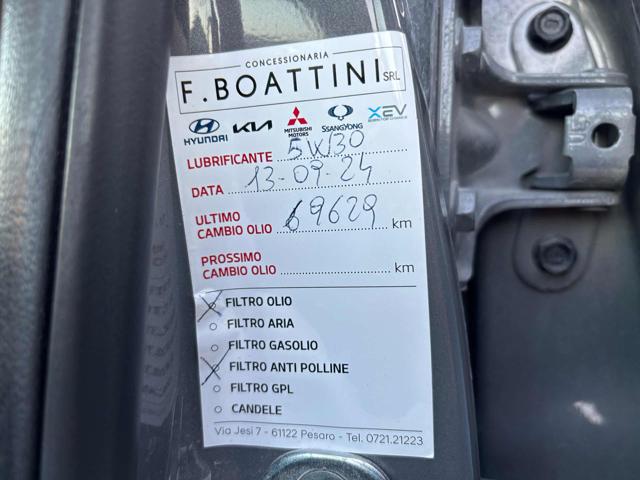 CONCESSIONARIA
F. BOATTINI SRL
HYUNDAI KIA MITSUBISHI MOTORS SSANGYONG XEV
LUBRIFICANTE 5W30
DATA 13-09-24
ULTIMO
CAMBIO OLIO 69629 km
PROSSIMO
CAMBIO OLIO km
FILTRO OLIO
FILTRO ARIA
FILTRO GASOLIO
FILTRO ANTI POLLINE
FILTRO GPL
CANDELE
Via Jesi 7 - 61122 Pesaro - Tel. 0721.21223